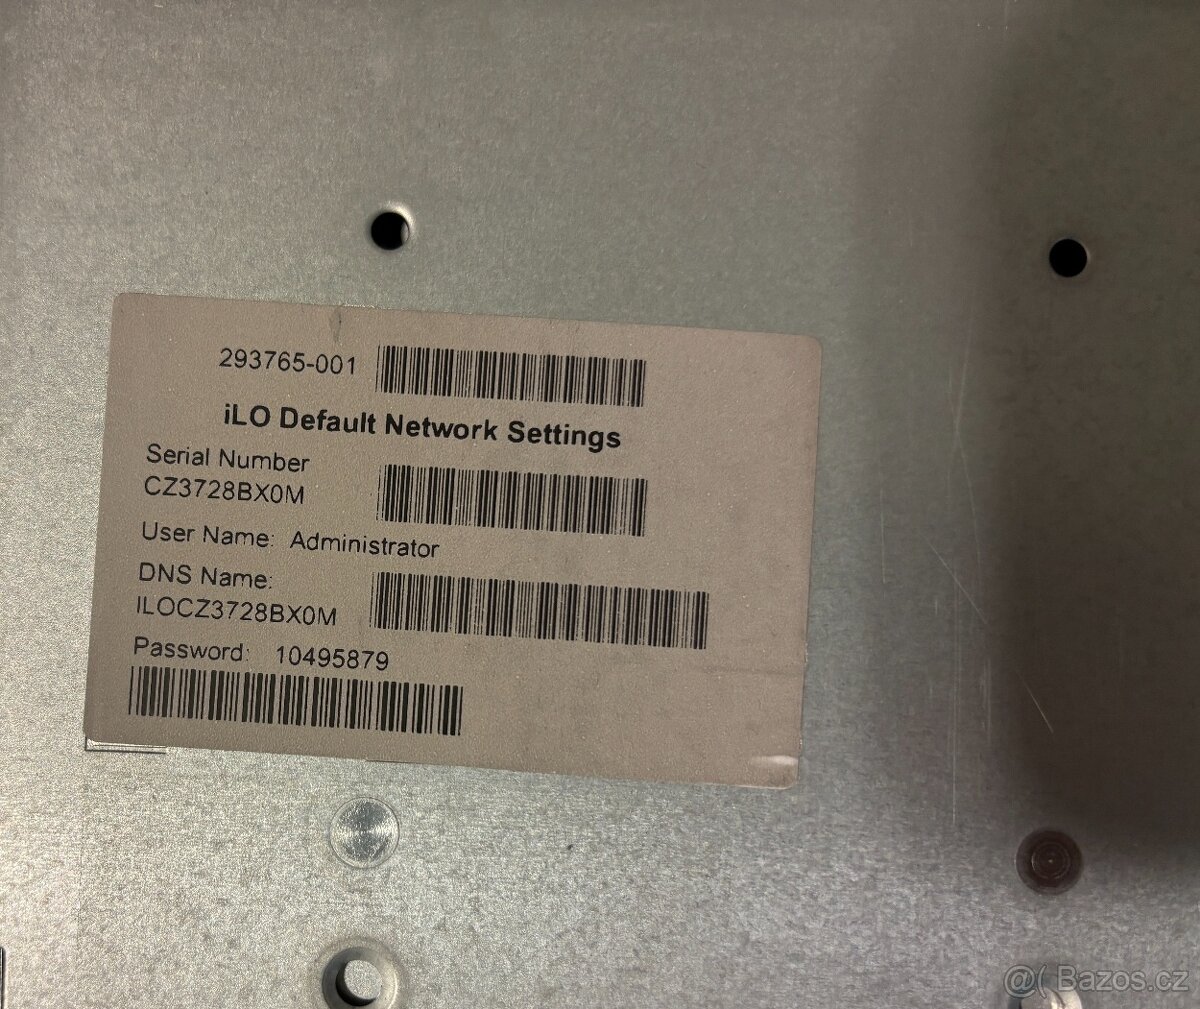 293765-001
iLO Default Network Settings
Serial Number
CZ3728BX0M
User Name: Administrator
DNS Name:
ILOCZ3728BX0M
Password: 10495879
@( Bazos.cz